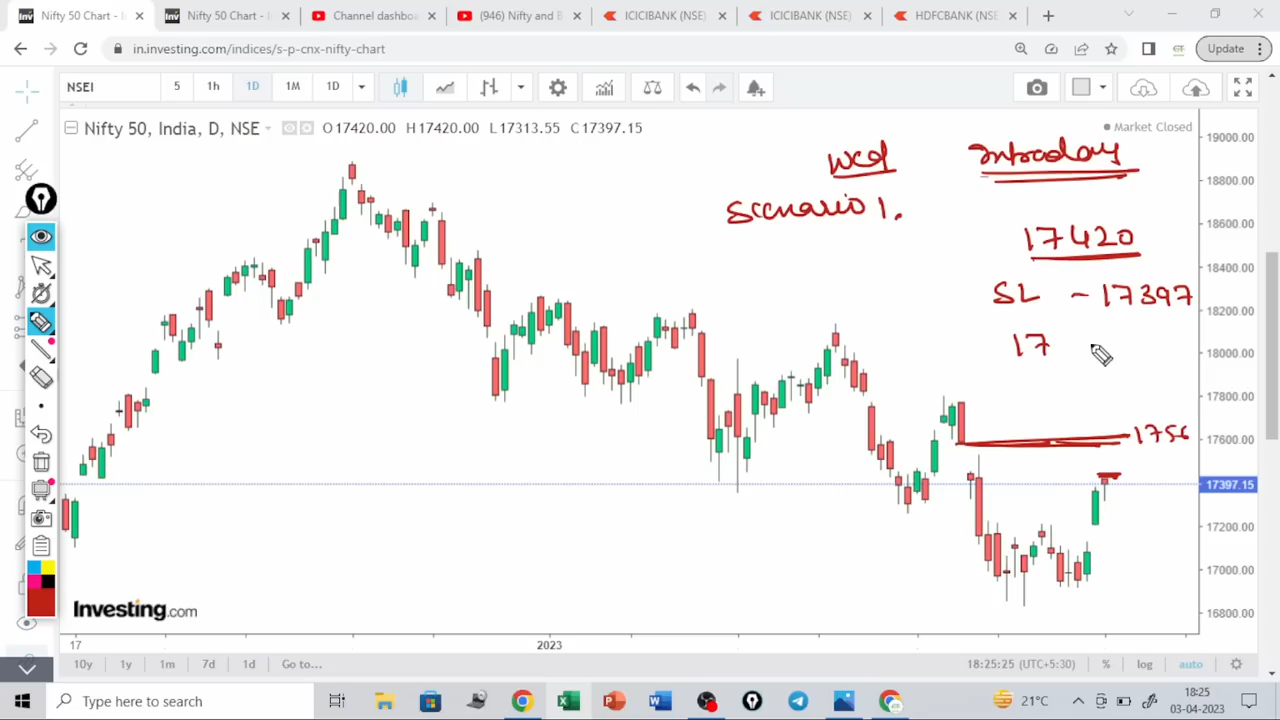 Nifty 50 Chart - I
Nifty 50 Chart - I
Channel dashboa
(946) Nifty and B
ICICIBANK (NSE)
ICICIBANK (NSE)
HDFCBANK (NSE
in.investing.com/indices/s-p-cnx-nifty-chart
Update
NSEI
5
1h
1D
1M
1D
Nifty 50, India, D, NSE
O17420.00 H17420.00 L17313.55 C17397.15
Market Closed
Wed
Intraday
Scenario 1.
17420
SL - 17397
17
1756
19000.00
18800.00
18600.00
18400.00
18200.00
18000.00
17800.00
17600.00
17397.15
17200.00
17000.00
16800.00
Investing.com
17
2023
10y
1y
1m
7d
1d
Go to...
18:25:25 (UTC+5:30)
%
log
auto
Type here to search
21°C
18:25
03-04-2023